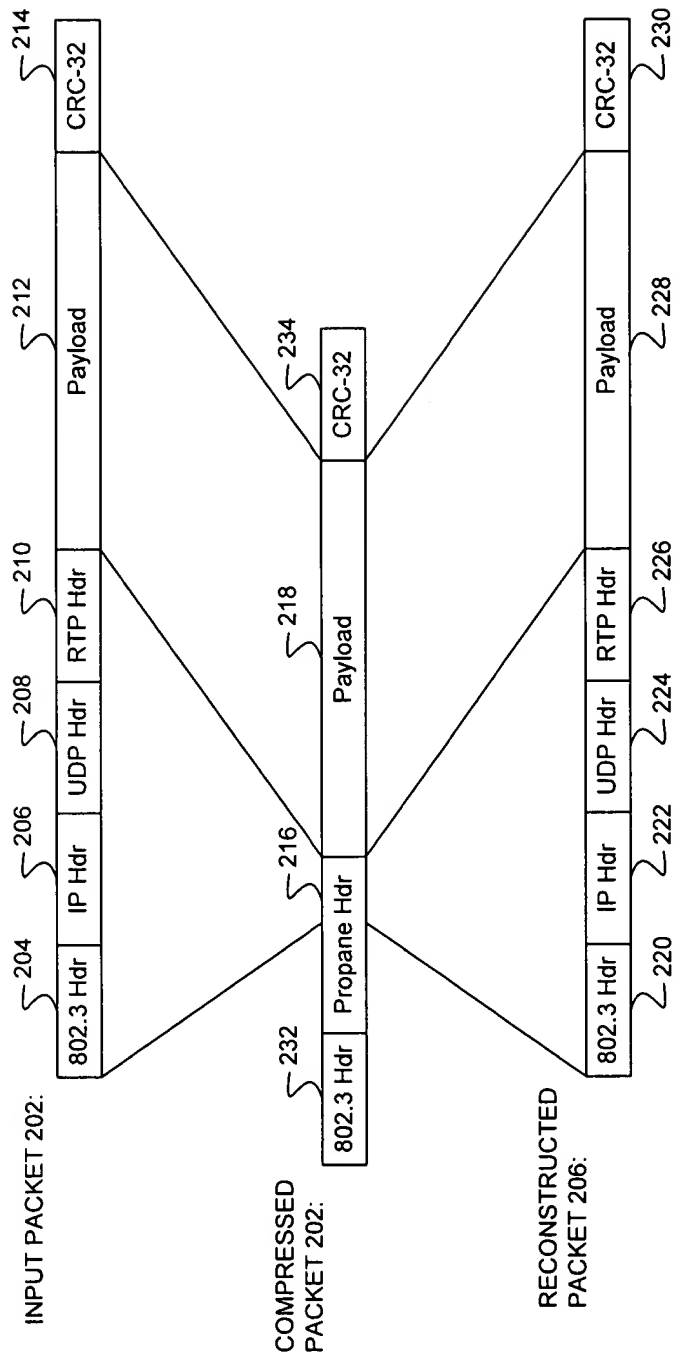 INPUT PACKET 202:
204 206 208 210 212 214
802.3 Hdr IP Hdr UDP Hdr RTP Hdr Payload CRC-32
COMPRESSED
PACKET 202:
232 216 218 234
802.3 Hdr Propane Hdr Payload CRC-32
RECONSTRUCTED
PACKET 206:
802.3 Hdr IP Hdr UDP Hdr RTP Hdr Payload CRC-32
220 222 224 226 228 230